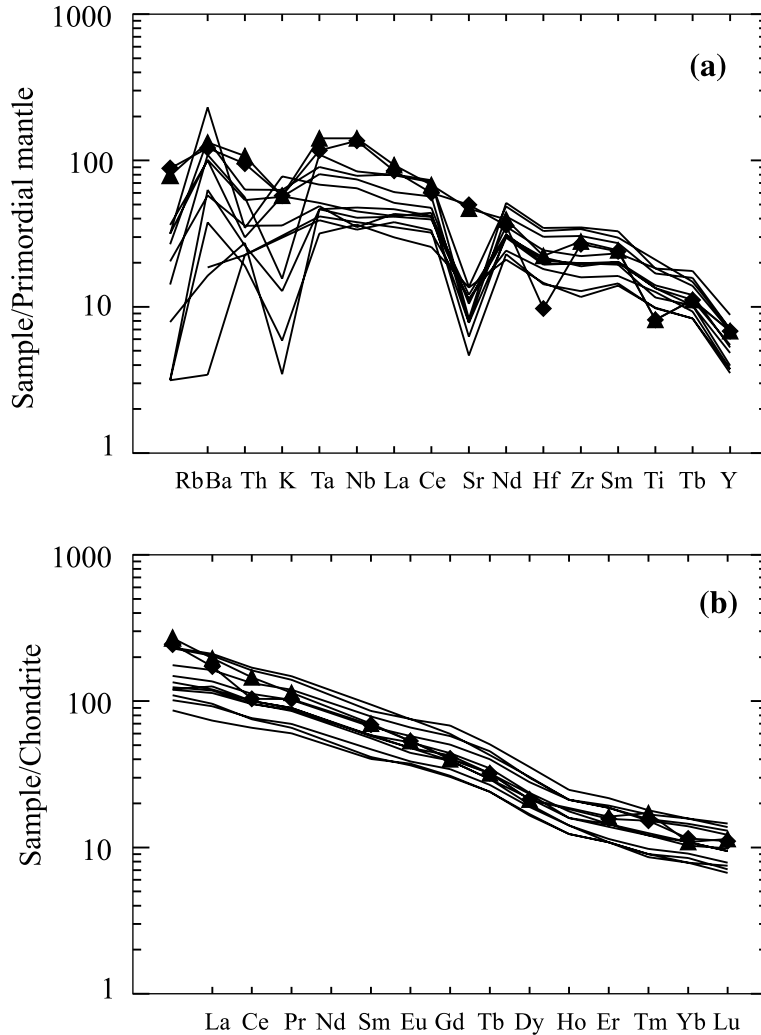 1000
(a)
100
10
1
Sample/Primordial mantle
Rb Ba Th K Ta Nb La Ce Sr Nd Hf Zr Sm Ti Tb Y
1000
(b)
100
10
1
Sample/Chondrite
La Ce Pr Nd Sm Eu Gd Tb Dy Ho Er Tm Yb Lu